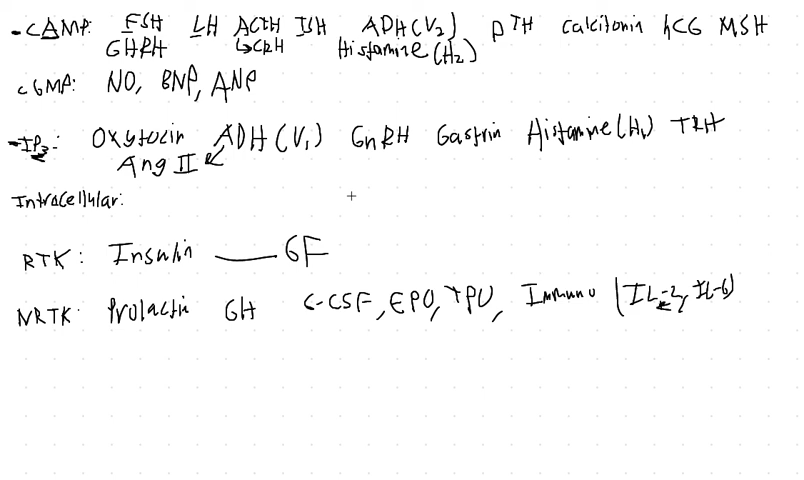 -cAMP: FSH LH ACTH TSH ADH(V2) PTH Calcitonin hCG MSH
GHRH ↳CRH Histamine(H2)
cGMP: NO, BNP, ANP
-IP3: Oxytocin ADH(V1) GnRH Gastrin Histamine(H1) TRH
Ang II
Intracellular:
RTK: Insulin —— GF
NRTK: Prolactin GH G-CSF, EPO, TPO, Immuno (IL-2, IL-6)